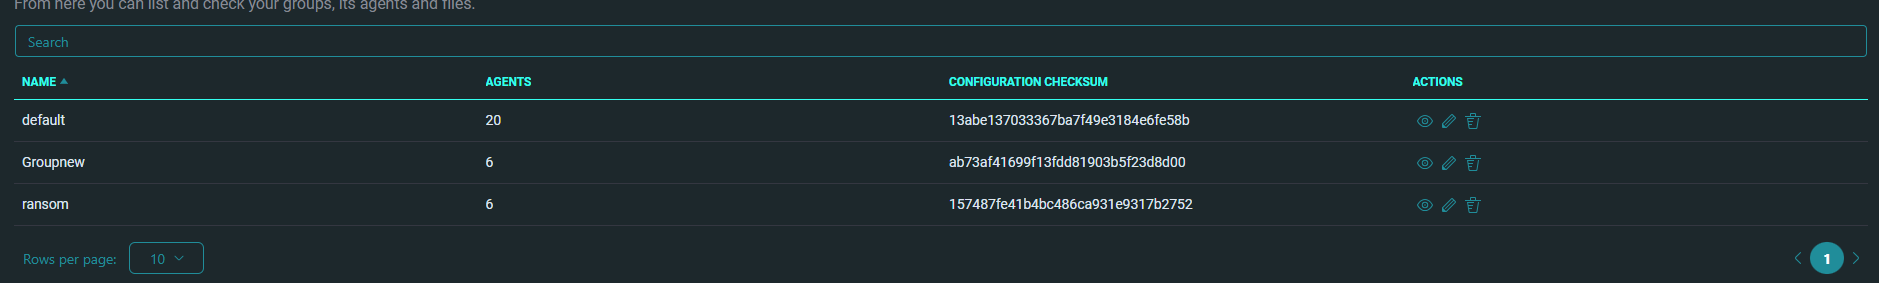 From here you can list and check your groups, its agents and files.
Search
NAME AGENTS CONFIGURATION CHECKSUM ACTIONS
default 20 13abe137033367ba7f49e3184e6fe58b
Groupnew 6 ab73af41699f13fdd81903b5f23d8d00
ransom 6 157487fe41b4bc486ca931e9317b2752
Rows per page: 10 1